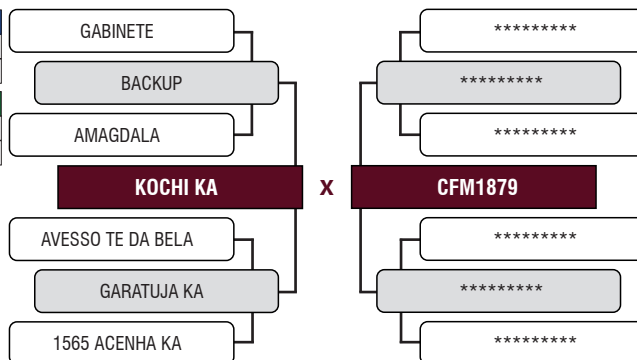 GABINETE
*********
BACKUP
*********
AMAGDALA
*********
KOCHI KA
X
CFM1879
AVESSO TE DA BELA
*********
GARATUJA KA
*********
1565 ACENHA KA
*********